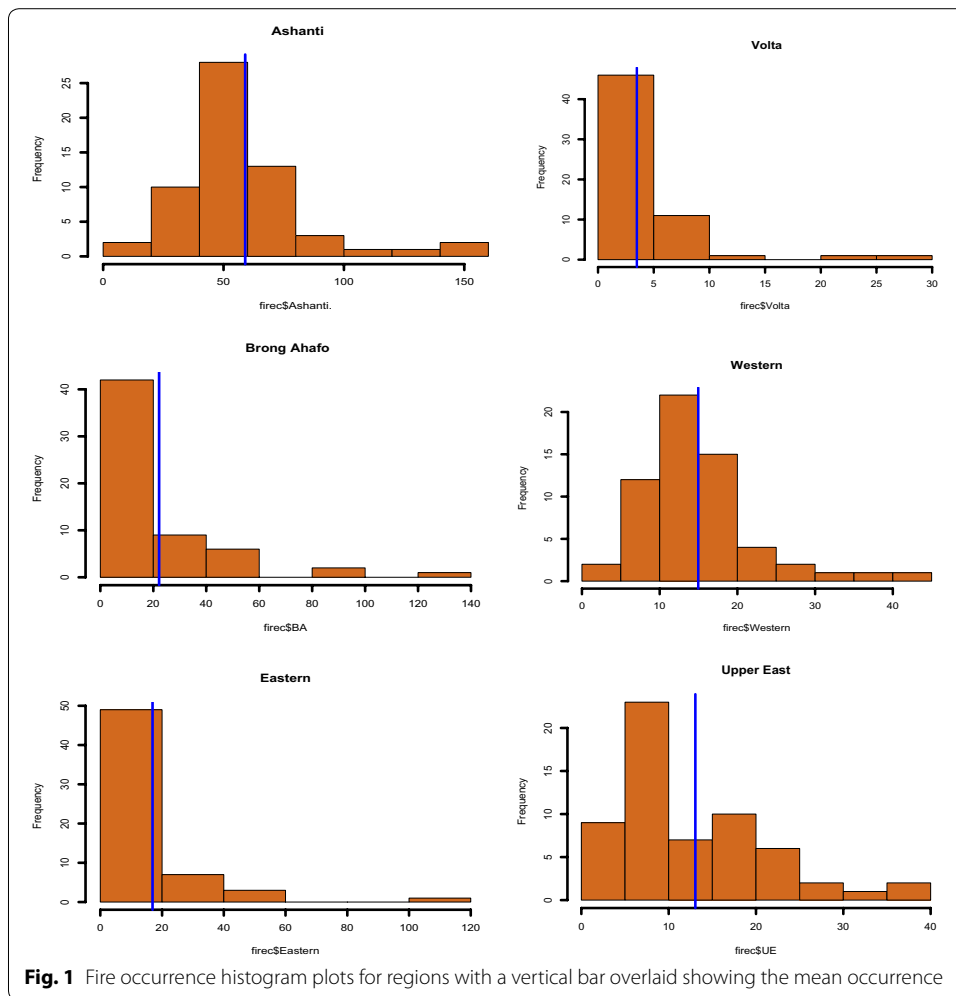 Ashanti
Frequency
0 5 10 15 20 25
0 50 100 150
firec$Ashanti.
Volta
Frequency
0 10 20 30 40
0 5 10 15 20 25 30
firec$Volta
Brong Ahafo
Frequency
0 10 20 30 40
0 20 40 60 80 100 120 140
firec$BA
Western
Frequency
0 5 10 15 20
0 10 20 30 40
firec$Western
Eastern
Frequency
0 10 20 30 40 50
0 20 40 60 80 100 120
firec$Eastern
Upper East
Frequency
0 5 10 15 20
0 10 20 30 40
firec$UE
Fig. 1 Fire occurrence histogram plots for regions with a vertical bar overlaid showing the mean occurrence